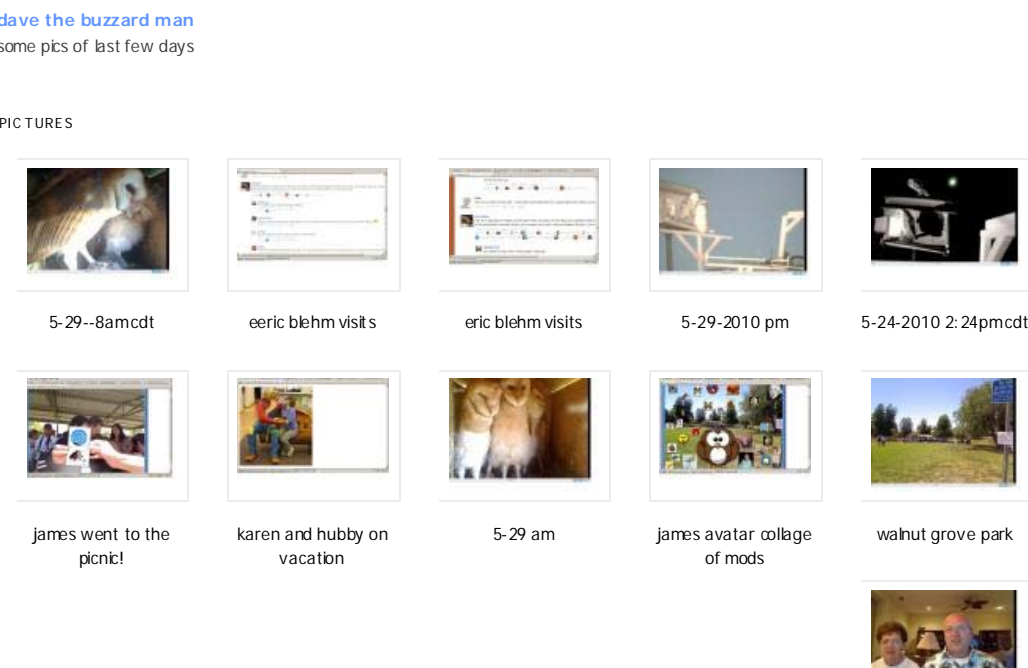 dave the buzzard man
some pics of last few days
PICTURES
5-29--8amcdt
eeric blehm visits
eric blehm visits
5-29-2010 pm
5-24-2010 2:24pmcdt
james went to the
picnic!
karen and hubby on
vacation
5-29 am
james avatar collage
of mods
walnut grove park